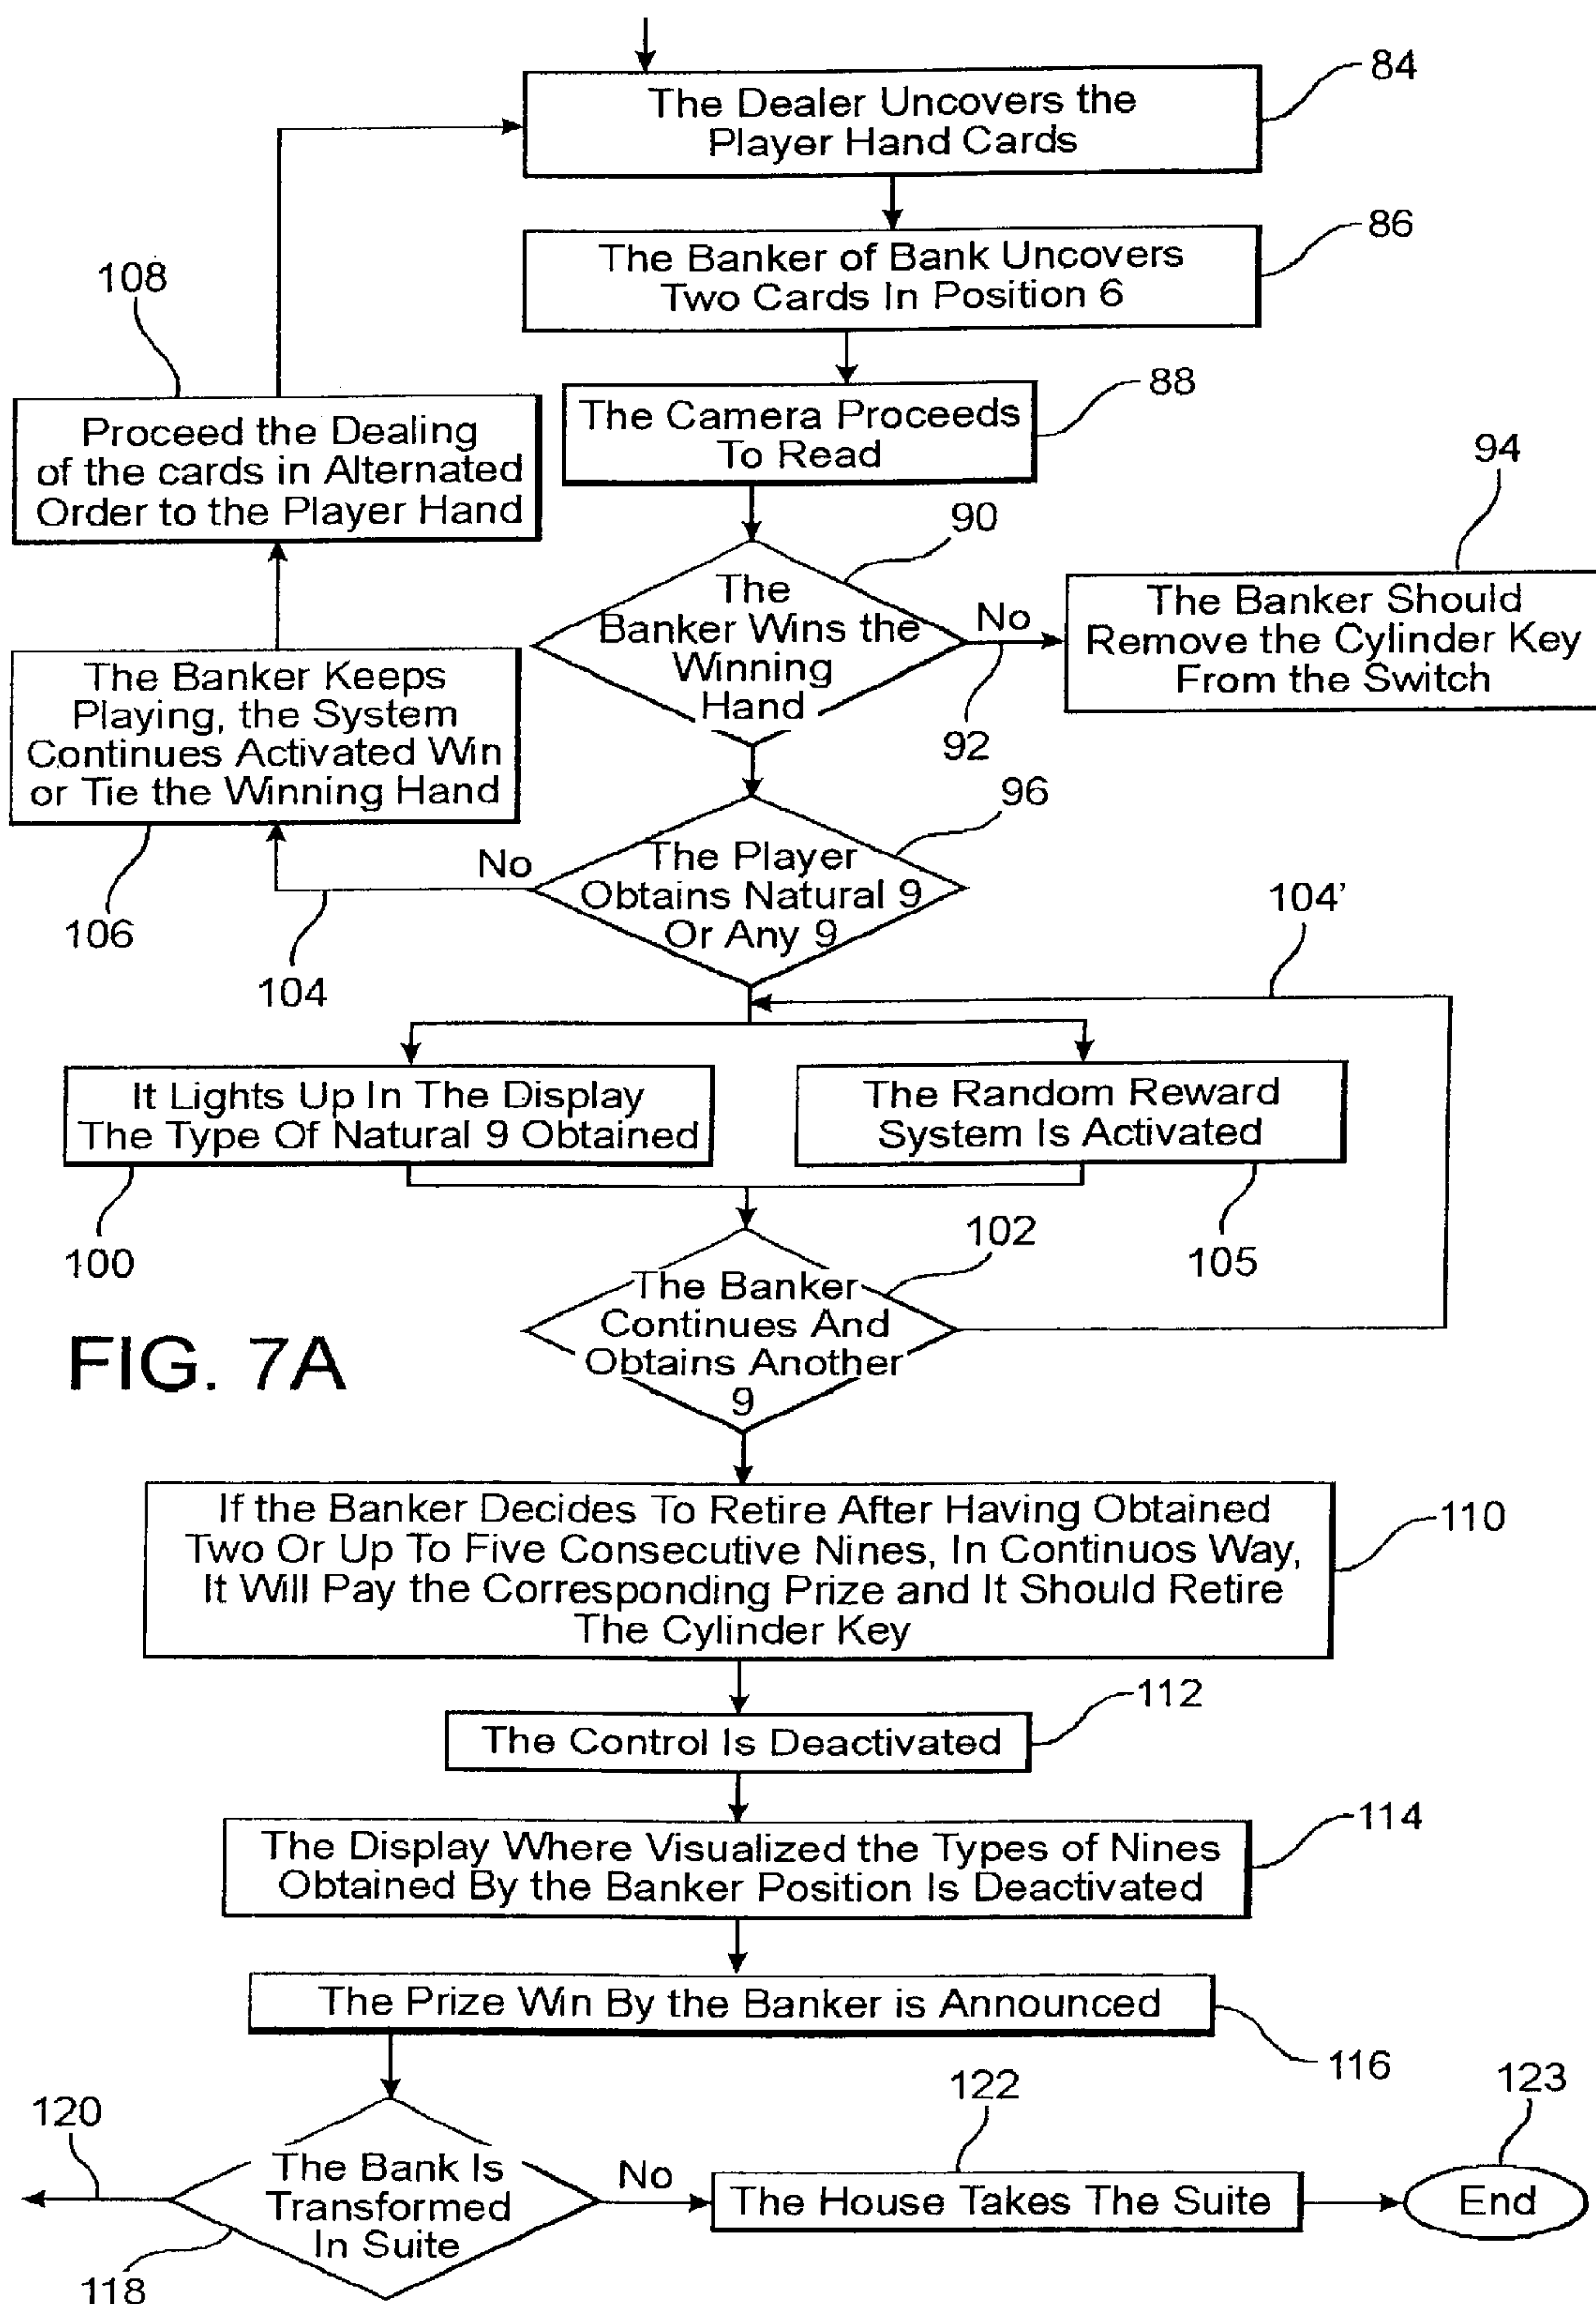 84
The Dealer Uncovers the
Player Hand Cards
86
The Banker of Bank Uncovers
Two Cards In Position 6
108
88
The Camera Proceeds
To Read
Proceed the Dealing
of the cards in Alternated
Order to the Player Hand
94
90
The
Banker Wins the
Winning
Hand
No
92
The Banker Should
Remove the Cylinder Key
From the Switch
The Banker Keeps
Playing, the System
Continues Activated Win
or Tie the Winning Hand
106
96
The Player
Obtains Natural 9
Or Any 9
No
104
104'
It Lights Up In The Display
The Type Of Natural 9 Obtained
100
The Random Reward
System Is Activated
105
102
The Banker
Continues And
Obtains Another
9
FIG. 7A
If the Banker Decides To Retire After Having Obtained
Two Or Up To Five Consecutive Nines, In Continuos Way,
It Will Pay the Corresponding Prize and It Should Retire
The Cylinder Key
110
112
The Control Is Deactivated
114
The Display Where Visualized the Types of Nines
Obtained By the Banker Position Is Deactivated
The Prize Win By the Banker is Announced
116
120
The Bank Is
Transformed
In Suite
118
No
122
The House Takes The Suite
123
End